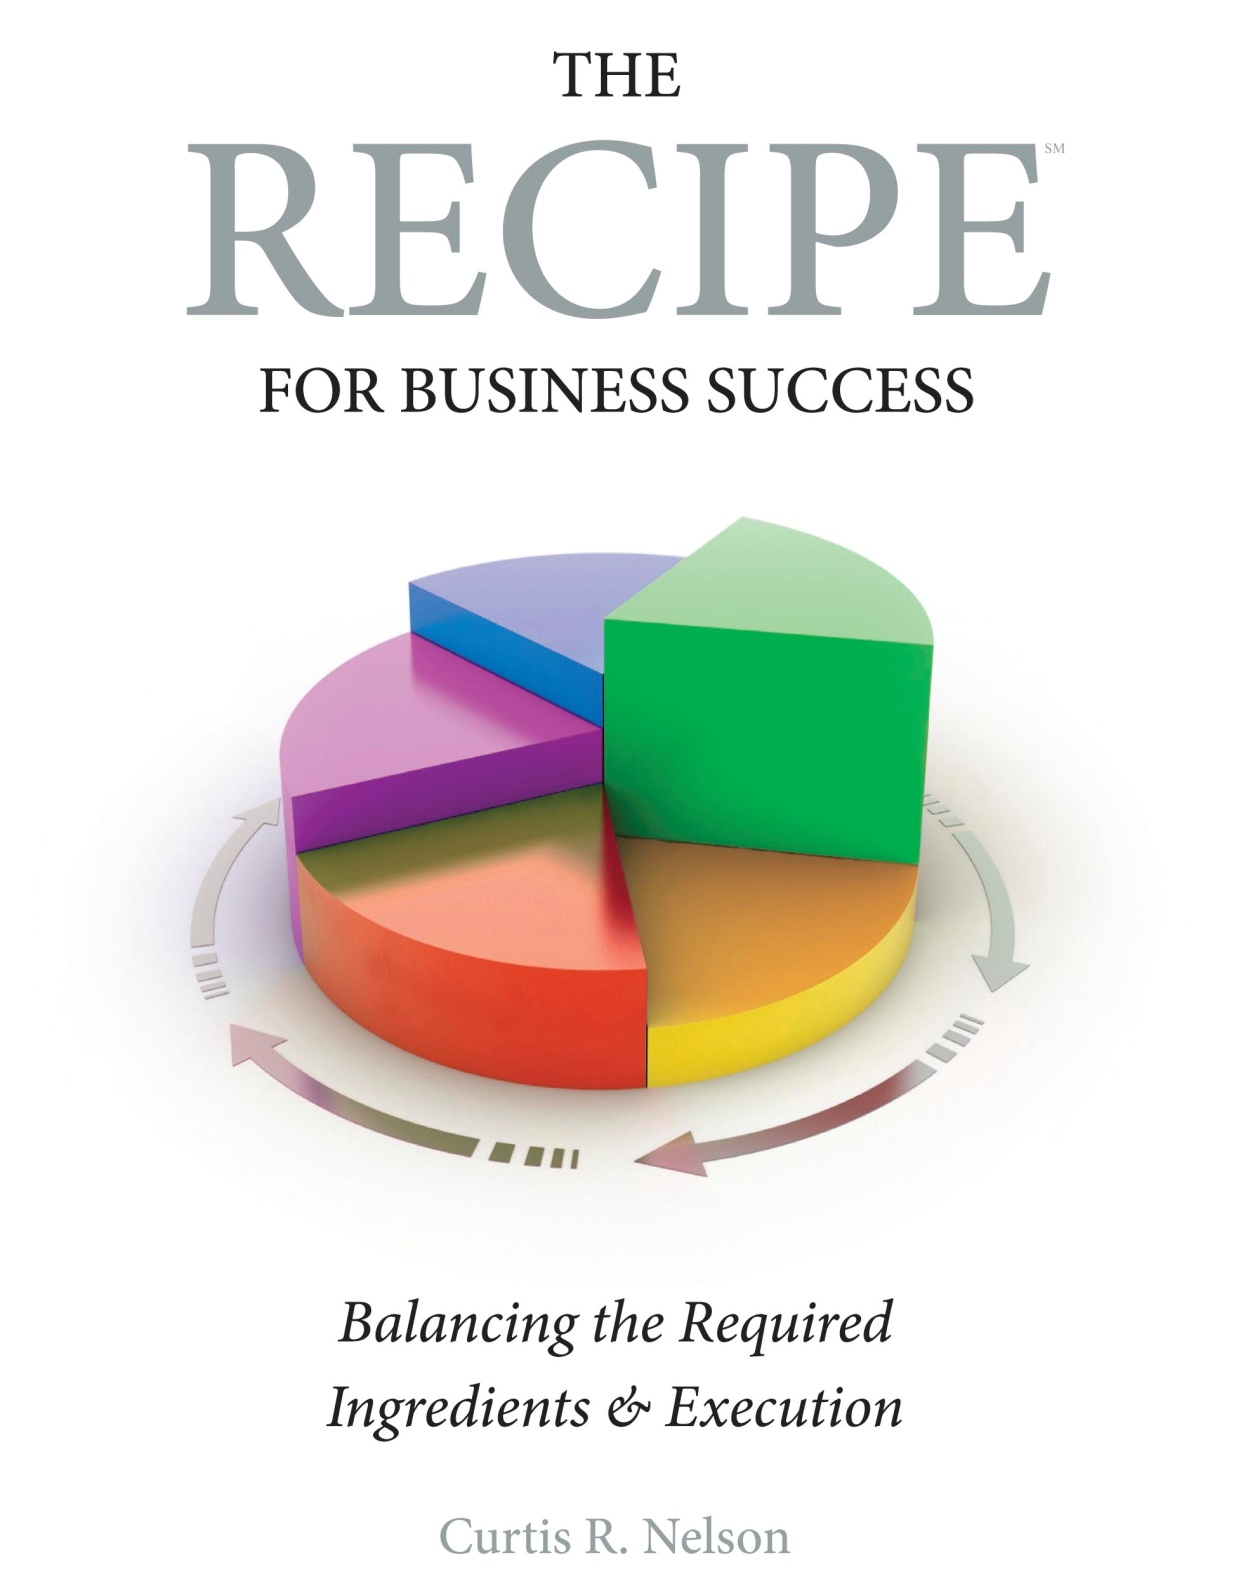 THE
RECIPE℠
FOR BUSINESS SUCCESS
Balancing the Required
Ingredients & Execution
Curtis R. Nelson